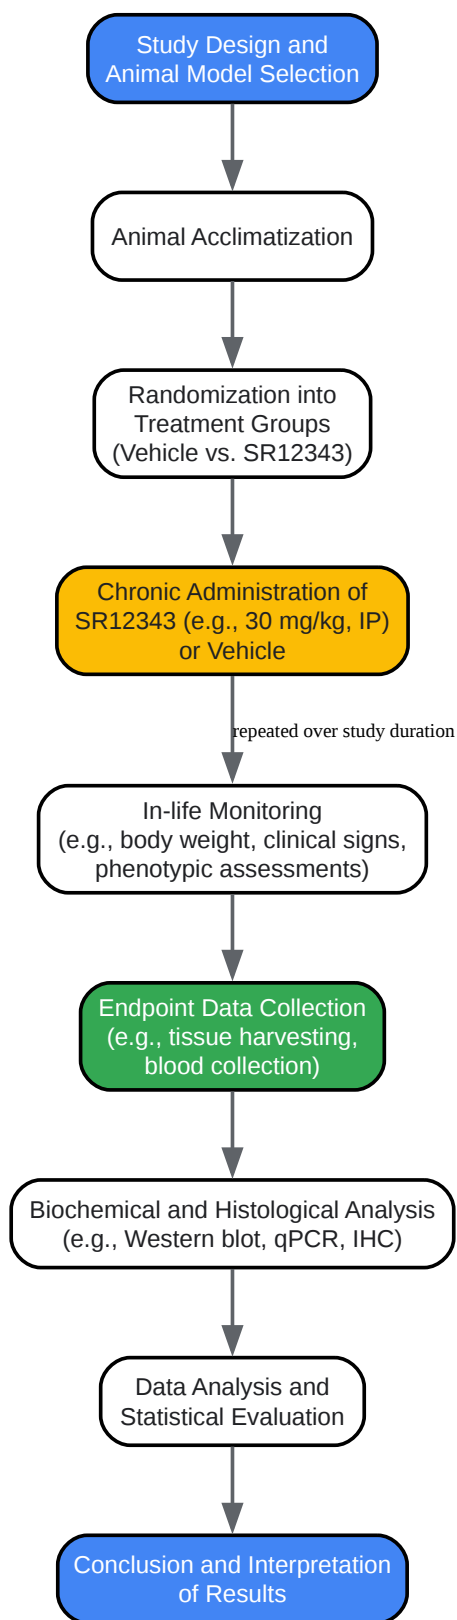 Study Design and
Animal Model Selection
Animal Acclimatization
Randomization into
Treatment Groups
(Vehicle vs. SR12343)
Chronic Administration of
SR12343 (e.g., 30 mg/kg, IP)
or Vehicle
repeated over study duration
In-life Monitoring
(e.g., body weight, clinical signs,
phenotypic assessments)
Endpoint Data Collection
(e.g., tissue harvesting,
blood collection)
Biochemical and Histological Analysis
(e.g., Western blot, qPCR, IHC)
Data Analysis and
Statistical Evaluation
Conclusion and Interpretation
of Results